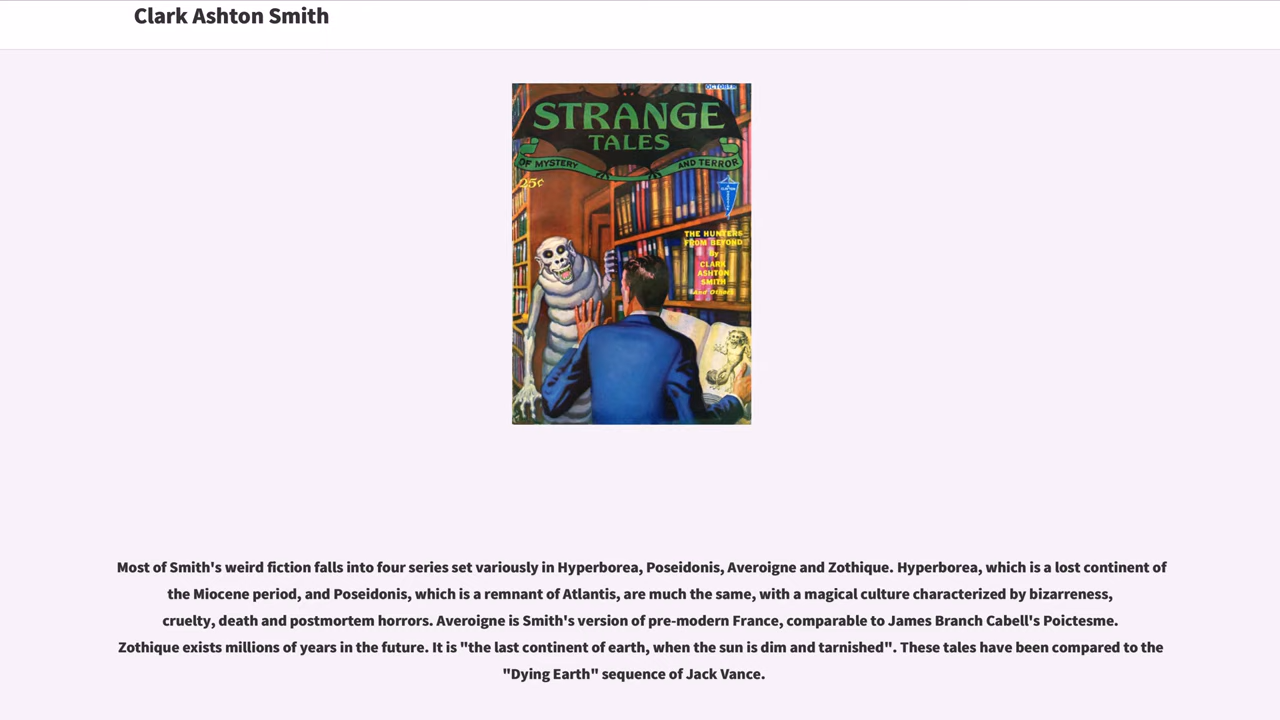 Clark Ashton Smith
OCTOBER
STRANGE
TALES
OF MYSTERY AND TERROR
25¢
CLAYTON
THE HUNTERS
FROM BEYOND
By
CLARK
ASHTON
SMITH
(And Others)
Most of Smith's weird fiction falls into four series set variously in Hyperborea, Poseidonis, Averoigne and Zothique. Hyperborea, which is a lost continent of
the Miocene period, and Poseidonis, which is a remnant of Atlantis, are much the same, with a magical culture characterized by bizarreness,
cruelty, death and postmortem horrors. Averoigne is Smith's version of pre-modern France, comparable to James Branch Cabell's Poictesme.
Zothique exists millions of years in the future. It is "the last continent of earth, when the sun is dim and tarnished". These tales have been compared to the
"Dying Earth" sequence of Jack Vance.